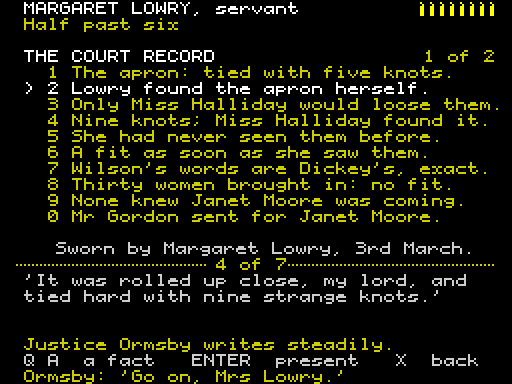 MARGARET LOWRY, servant
Half past six
THE COURT RECORD 1 of 2
1 The apron: tied with five knots.
> 2 Lowry found the apron herself.
3 Only Miss Halliday would loose them.
4 Nine knots; Miss Halliday found it.
5 She had never seen them before.
6 A fit as soon as she saw them.
7 Wilson's words are Dickey's, exact.
8 Thirty women brought in: no fit.
9 None knew Janet Moore was coming.
0 Mr Gordon sent for Janet Moore.
Sworn by Margaret Lowry, 3rd March.
4 of 7
'It was rolled up close, my lord, and
tied hard with nine strange knots.'
Justice Ormsby writes steadily.
Q A a fact ENTER present X back
Ormsby: 'Go on, Mrs Lowry.'